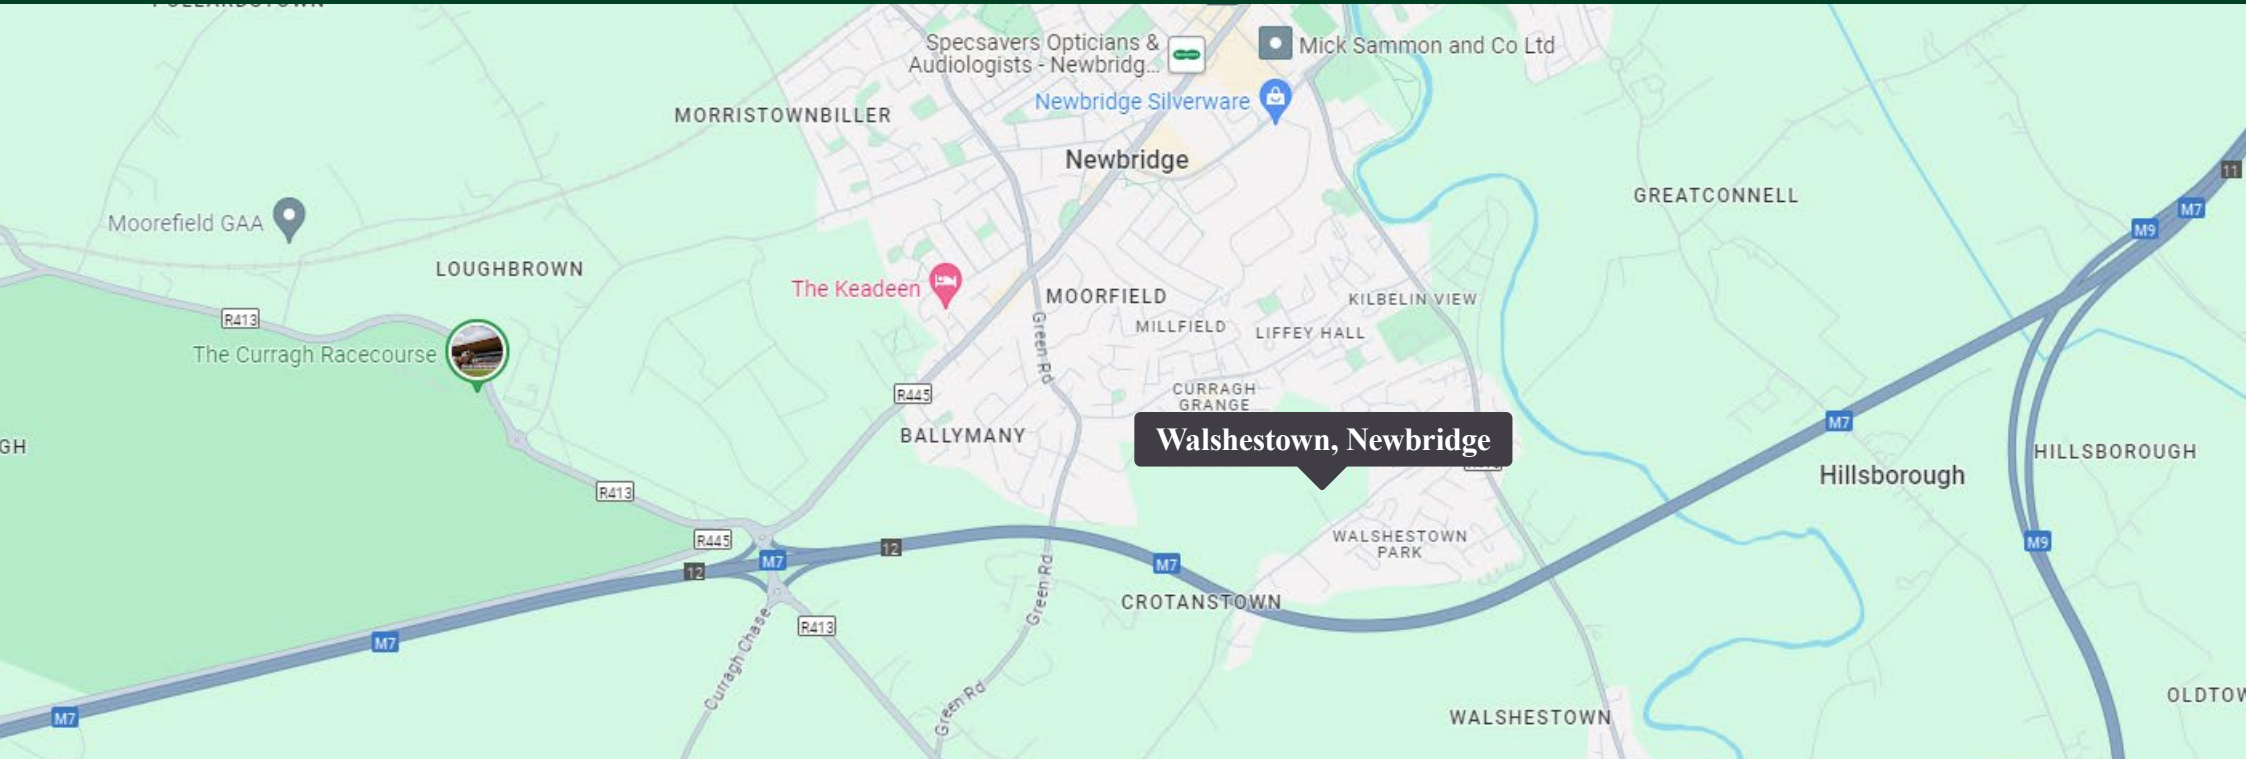 Specsavers Opticians &
Audiologists - Newbridg...
Mick Sammon and Co Ltd
Newbridge Silverware
MORRISTOWNBILLER
Newbridge
11
GREATCONNELL
M7
Moorefield GAA
M9
LOUGHBROWN
The Keadeen
MOORFIELD
KILBELIN VIEW
R413
MILLFIELD
LIFFEY HALL
Green Rd
The Curragh Racecourse
R445
CURRAGH
GRANGE
M7
BALLYMANY
Walshestown, Newbridge
GH
HILLSBOROUGH
Hillsborough
R413
R445
12
M7
12
M7
WALSHESTOWN
PARK
M9
Green Rd
CROTANSTOWN
R413
M7
Curragh Chase
Green Rd
OLDTOW
M7
WALSHESTOWN